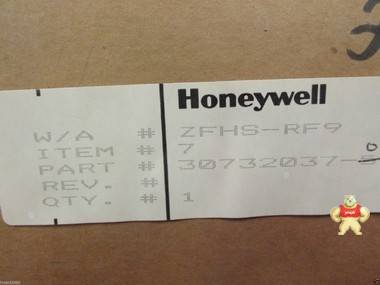 Honeywell
W/A # ZFHS-RF9
ITEM # 7
PART # 30732037-
REV. #
QTY. # 1